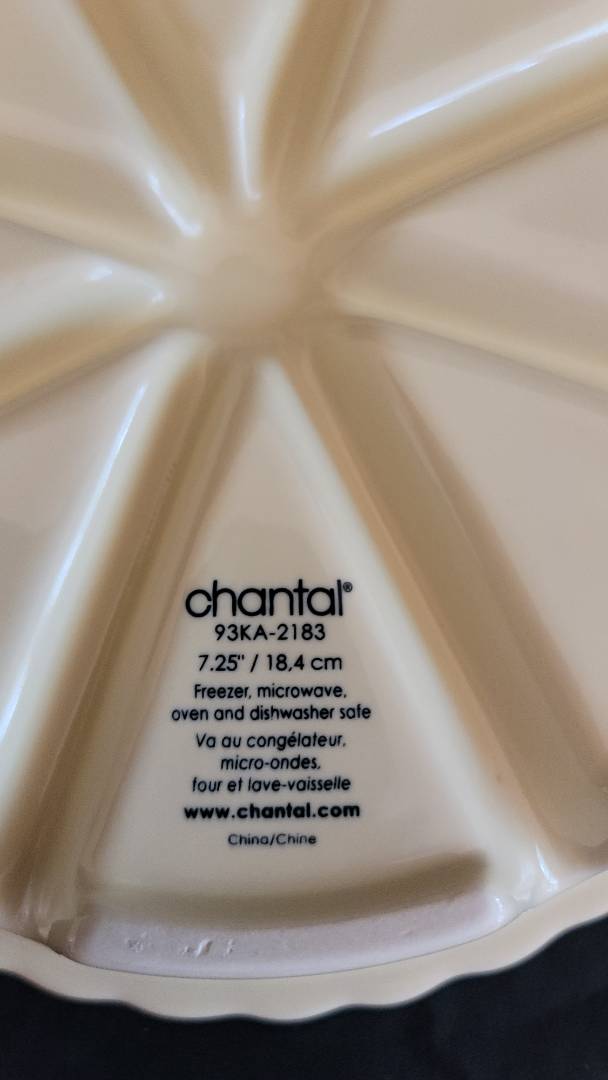 chantal®
93KA-2183
7.25" / 18,4 cm
Freezer, microwave,
oven and dishwasher safe
Va au congélateur,
micro-ondes,
four et lave-vaisselle
www.chantal.com
China/Chine